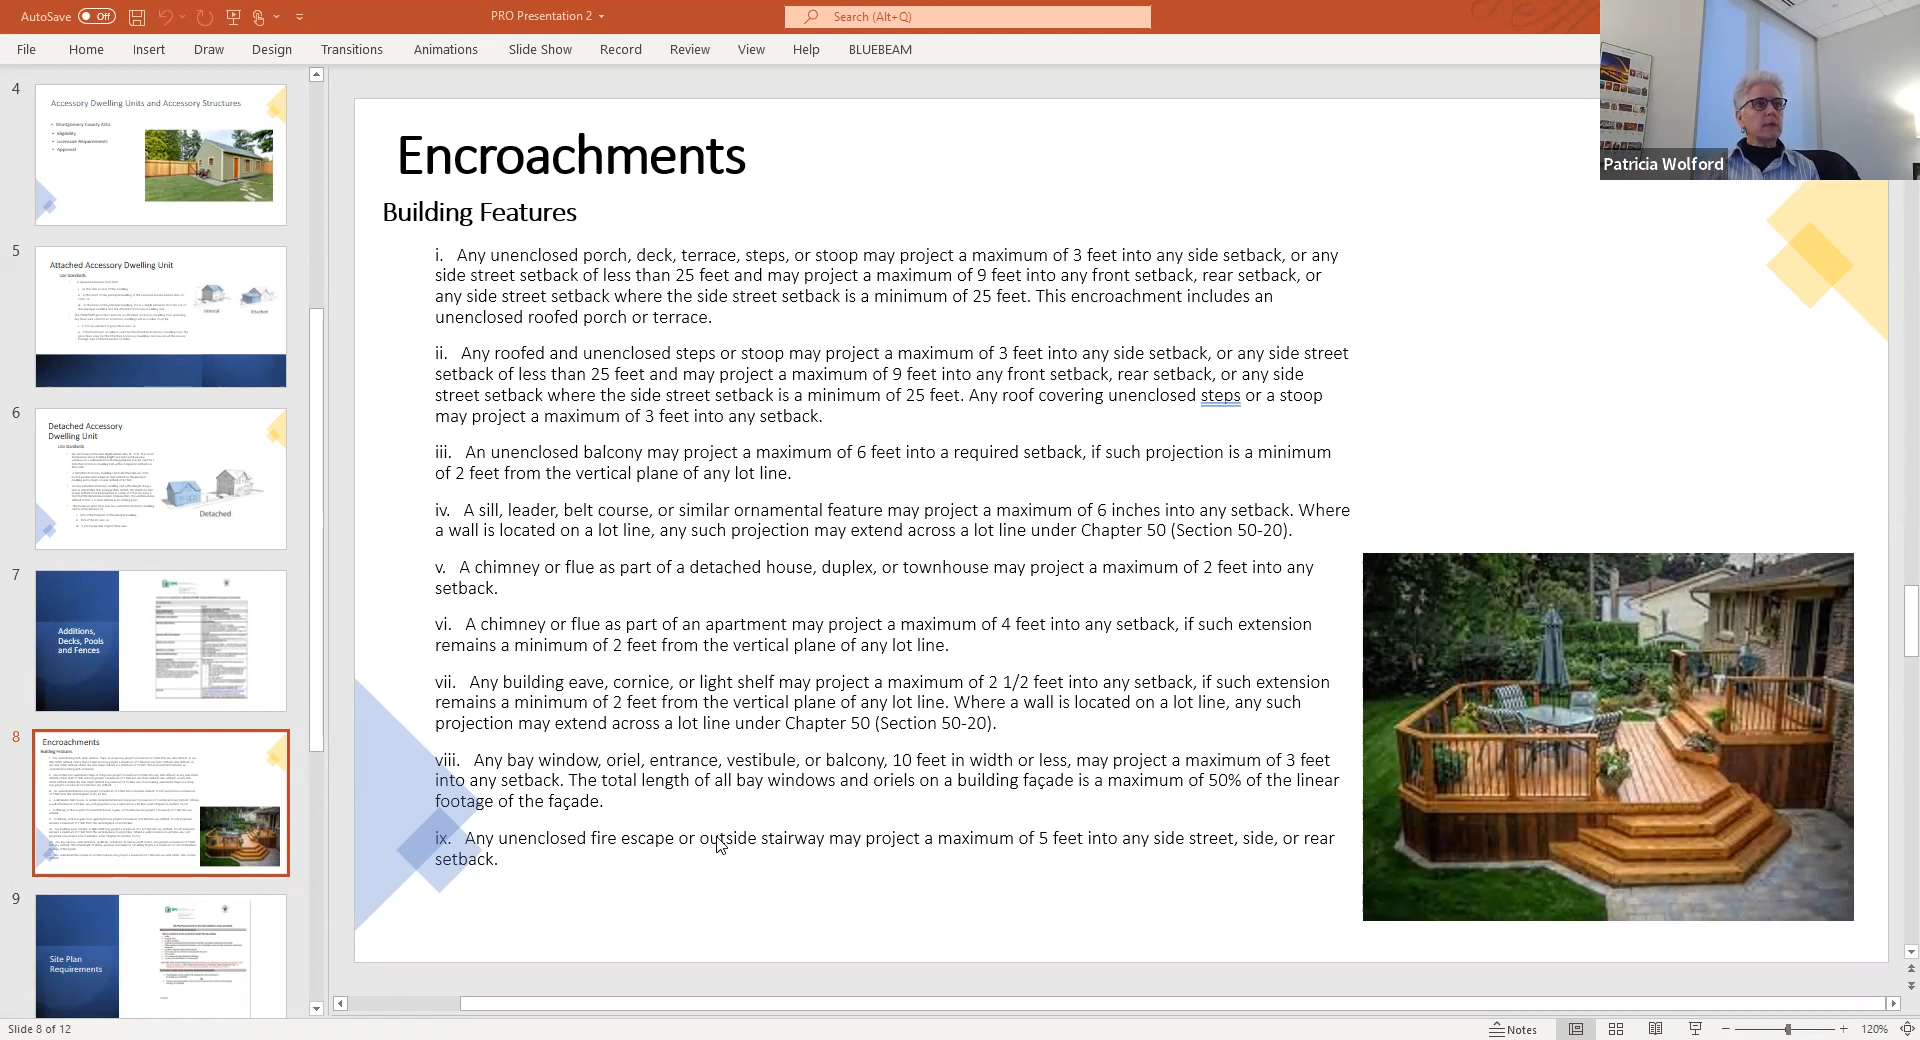 AutoSave Off PRO Presentation 2 Search (Alt+Q)
File Home Insert Draw Design Transitions Animations Slide Show Record Review View Help BLUEBEAM
Patricia Wolford
4
Accessory Dwelling Units and Accessory Structures
• Montgomery County ADU
• Eligibility
• Licensure Requirements
• Approval
5
Attached Accessory Dwelling Unit
Use Standards
Internal Attached
6
Detached Accessory
Dwelling Unit
Use Standards
Detached
7
Additions,
Decks, Pools
and Fences
8
Encroachments
Building Features
9
Site Plan
Requirements
Encroachments
Building Features
i. Any unenclosed porch, deck, terrace, steps, or stoop may project a maximum of 3 feet into any side setback, or any
side street setback of less than 25 feet and may project a maximum of 9 feet into any front setback, rear setback, or
any side street setback where the side street setback is a minimum of 25 feet. This encroachment includes an
unenclosed roofed porch or terrace.
ii. Any roofed and unenclosed steps or stoop may project a maximum of 3 feet into any side setback, or any side street
setback of less than 25 feet and may project a maximum of 9 feet into any front setback, rear setback, or any side
street setback where the side street setback is a minimum of 25 feet. Any roof covering unenclosed steps or a stoop
may project a maximum of 3 feet into any setback.
iii. An unenclosed balcony may project a maximum of 6 feet into a required setback, if such projection is a minimum
of 2 feet from the vertical plane of any lot line.
iv. A sill, leader, belt course, or similar ornamental feature may project a maximum of 6 inches into any setback. Where
a wall is located on a lot line, any such projection may extend across a lot line under Chapter 50 (Section 50-20).
v. A chimney or flue as part of a detached house, duplex, or townhouse may project a maximum of 2 feet into any
setback.
vi. A chimney or flue as part of an apartment may project a maximum of 4 feet into any setback, if such extension
remains a minimum of 2 feet from the vertical plane of any lot line.
vii. Any building eave, cornice, or light shelf may project a maximum of 2 1/2 feet into any setback, if such extension
remains a minimum of 2 feet from the vertical plane of any lot line. Where a wall is located on a lot line, any such
projection may extend across a lot line under Chapter 50 (Section 50-20).
viii. Any bay window, oriel, entrance, vestibule, or balcony, 10 feet in width or less, may project a maximum of 3 feet
into any setback. The total length of all bay windows and oriels on a building façade is a maximum of 50% of the linear
footage of the façade.
ix. Any unenclosed fire escape or outside stairway may project a maximum of 5 feet into any side street, side, or rear
setback.
Slide 8 of 12 Notes 120%